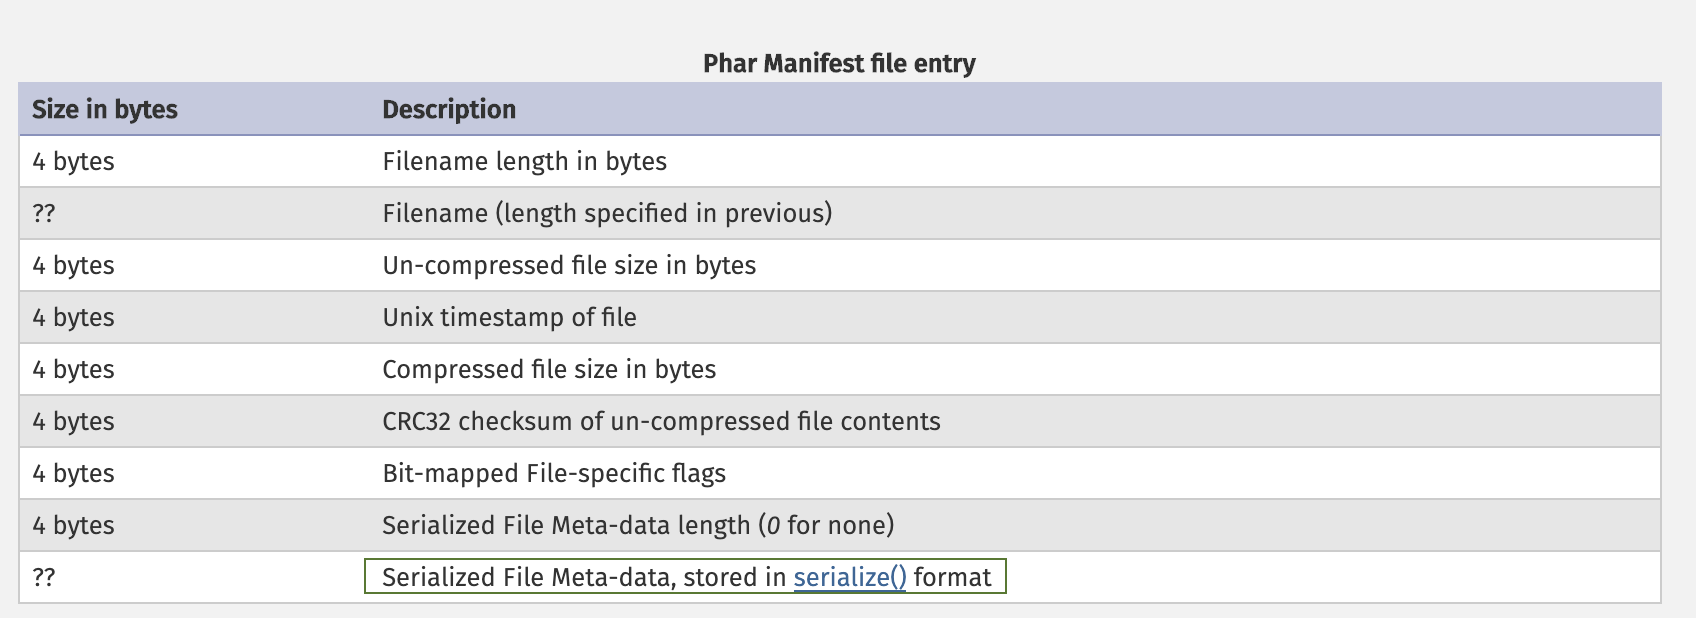 Phar Manifest file entry
Size in bytes Description
4 bytes Filename length in bytes
?? Filename (length specified in previous)
4 bytes Un-compressed file size in bytes
4 bytes Unix timestamp of file
4 bytes Compressed file size in bytes
4 bytes CRC32 checksum of un-compressed file contents
4 bytes Bit-mapped File-specific flags
4 bytes Serialized File Meta-data length (0 for none)
?? Serialized File Meta-data, stored in serialize() format